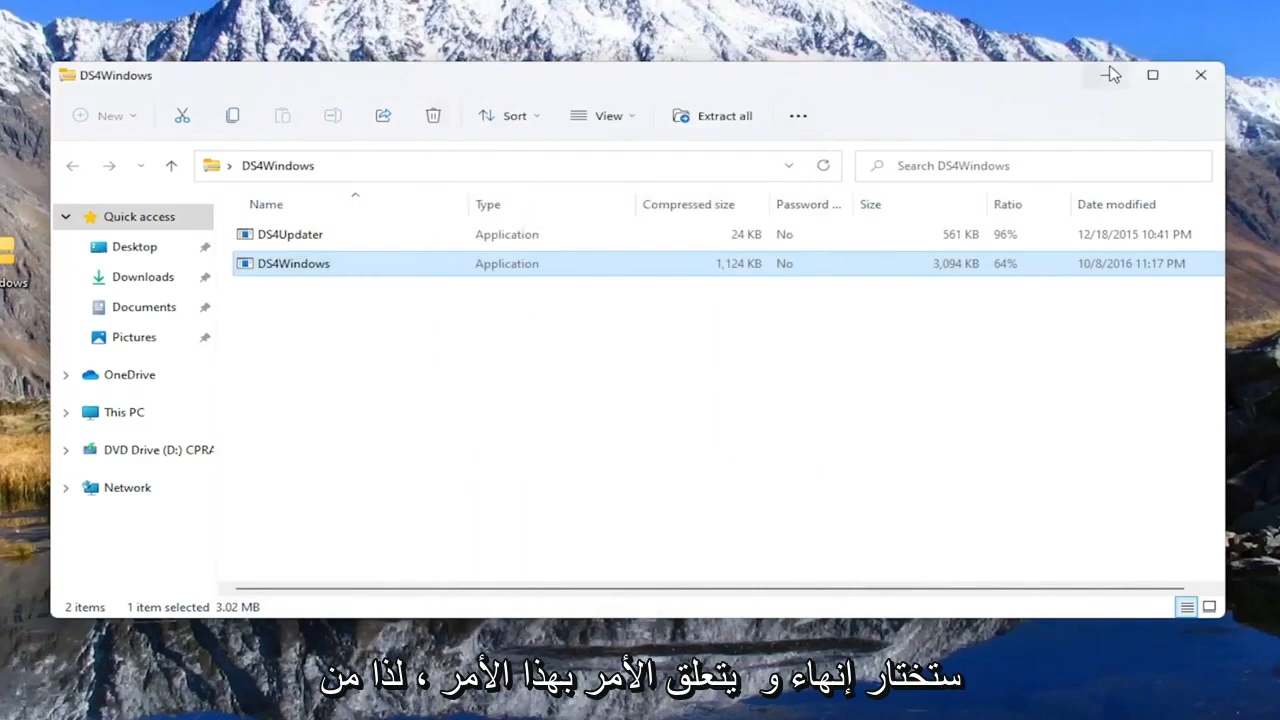 DS4Windows
New
Sort
View
Extract all
DS4Windows
Search DS4Windows
Name Type Compressed size Password ... Size Ratio Date modified
DS4Updater Application 24 KB No 561 KB 96% 12/18/2015 10:41 PM
DS4Windows Application 1,124 KB No 3,094 KB 64% 10/8/2016 11:17 PM
Quick access
Desktop
Downloads
Documents
Pictures
OneDrive
This PC
DVD Drive (D:) CPRA
Network
dows
2 items 1 item selected 3.02 MB
ستختار إنهاء و يتعلق الأمر بهذا الأمر ، لذا من